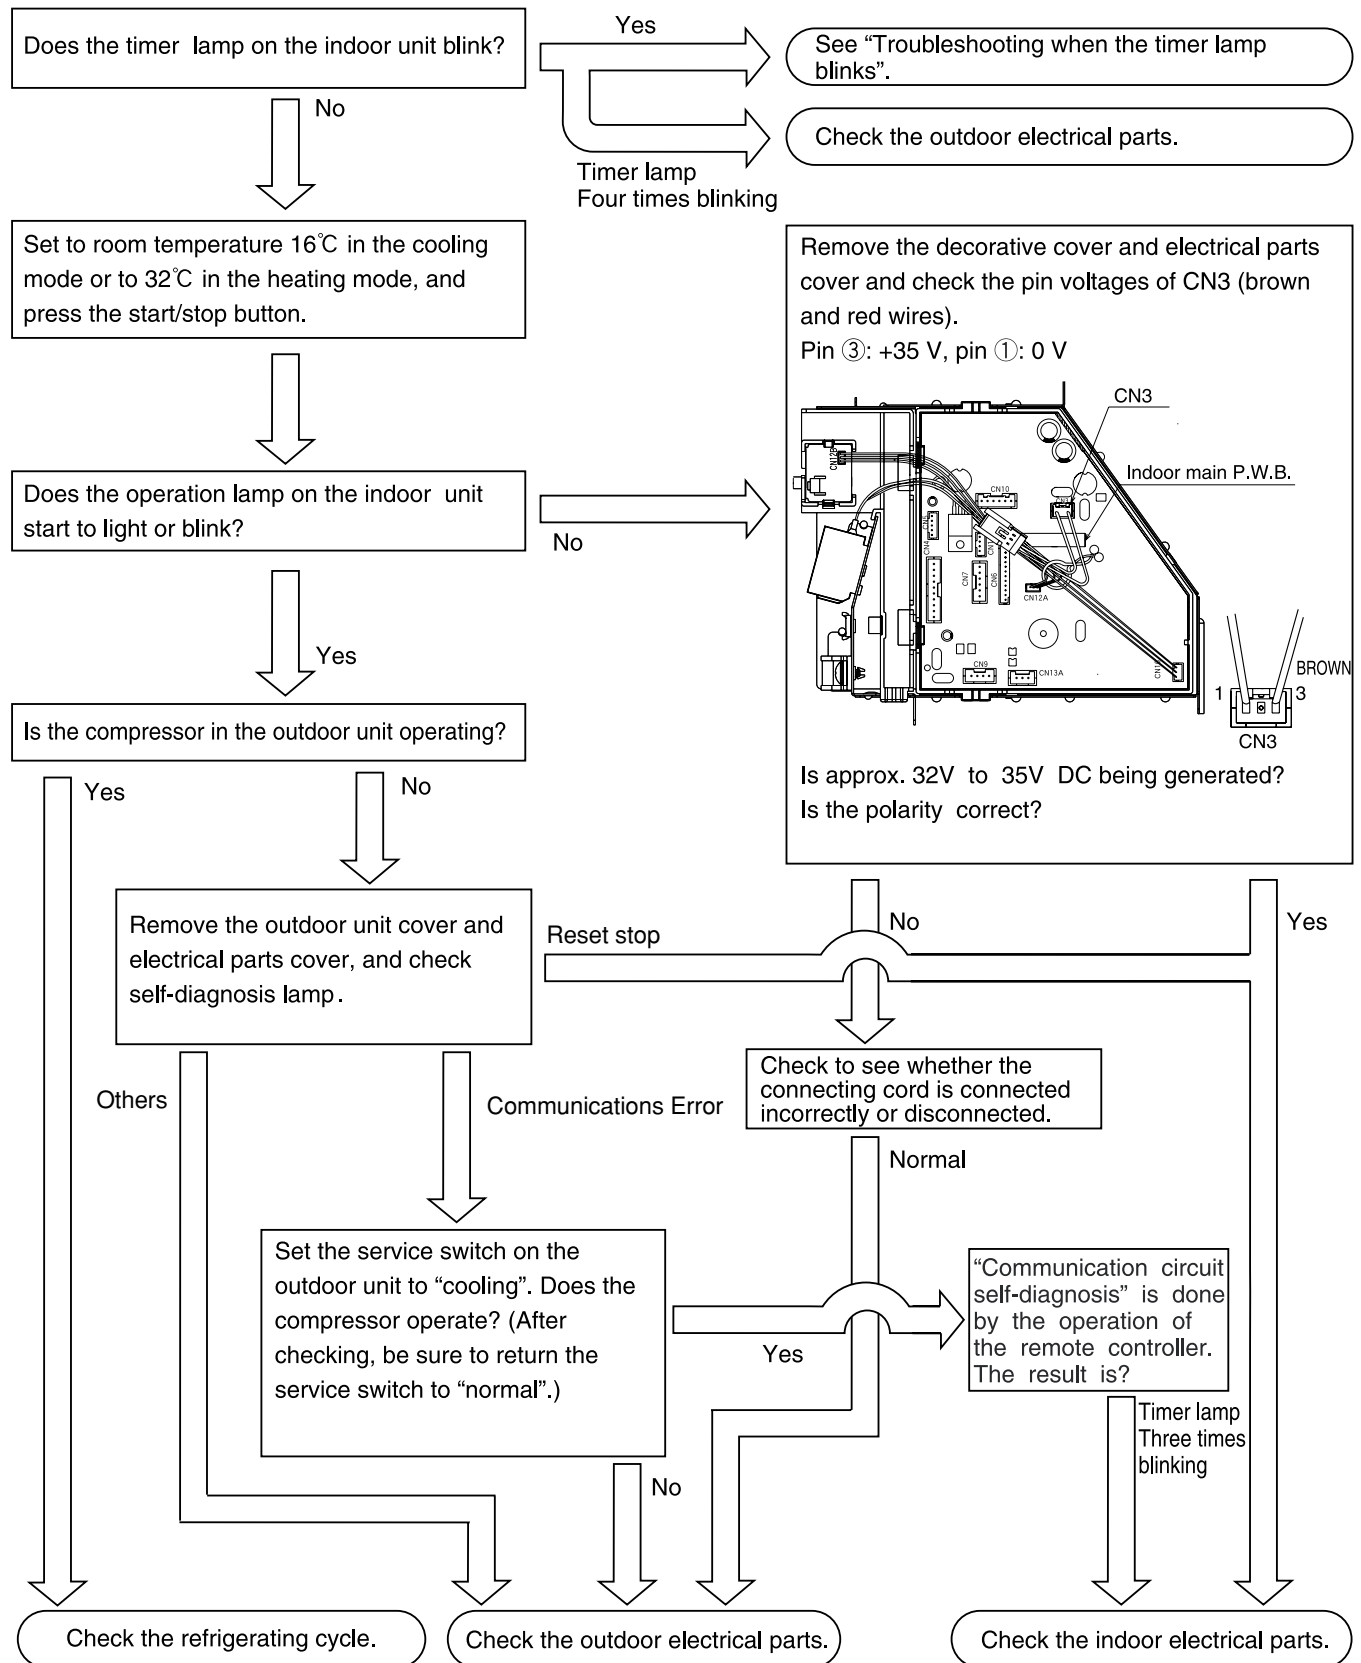 Does the timer lamp on the indoor unit blink?
Yes
See “Troubleshooting when the timer lamp
blinks”.
No
Check the outdoor electrical parts.
Timer lamp
Four times blinking
Set to room temperature 16℃ in the cooling
mode or to 32℃ in the heating mode, and
press the start/stop button.
Remove the decorative cover and electrical parts
cover and check the pin voltages of CN3 (brown
and red wires).
Pin ③: +35 V, pin ①: 0 V
CN3
Indoor main P.W.B.
CN12B
CN10
CN5
CN4
CN7
CN6
CN12A
CN9
CN13A
BROWN
1
3
CN3
Is approx. 32V to 35V DC being generated?
Is the polarity correct?
Does the operation lamp on the indoor unit
start to light or blink?
No
Yes
Is the compressor in the outdoor unit operating?
Yes
No
Remove the outdoor unit cover and
electrical parts cover, and check
self-diagnosis lamp.
Reset stop
No
Yes
Check to see whether the
connecting cord is connected
incorrectly or disconnected.
Others
Communications Error
Normal
Set the service switch on the
outdoor unit to “cooling”. Does the
compressor operate? (After
checking, be sure to return the
service switch to “normal”.)
Yes
“Communication circuit
self-diagnosis” is done
by the operation of
the remote controller.
The result is?
Timer lamp
Three times
blinking
No
Check the refrigerating cycle.
Check the outdoor electrical parts.
Check the indoor electrical parts.